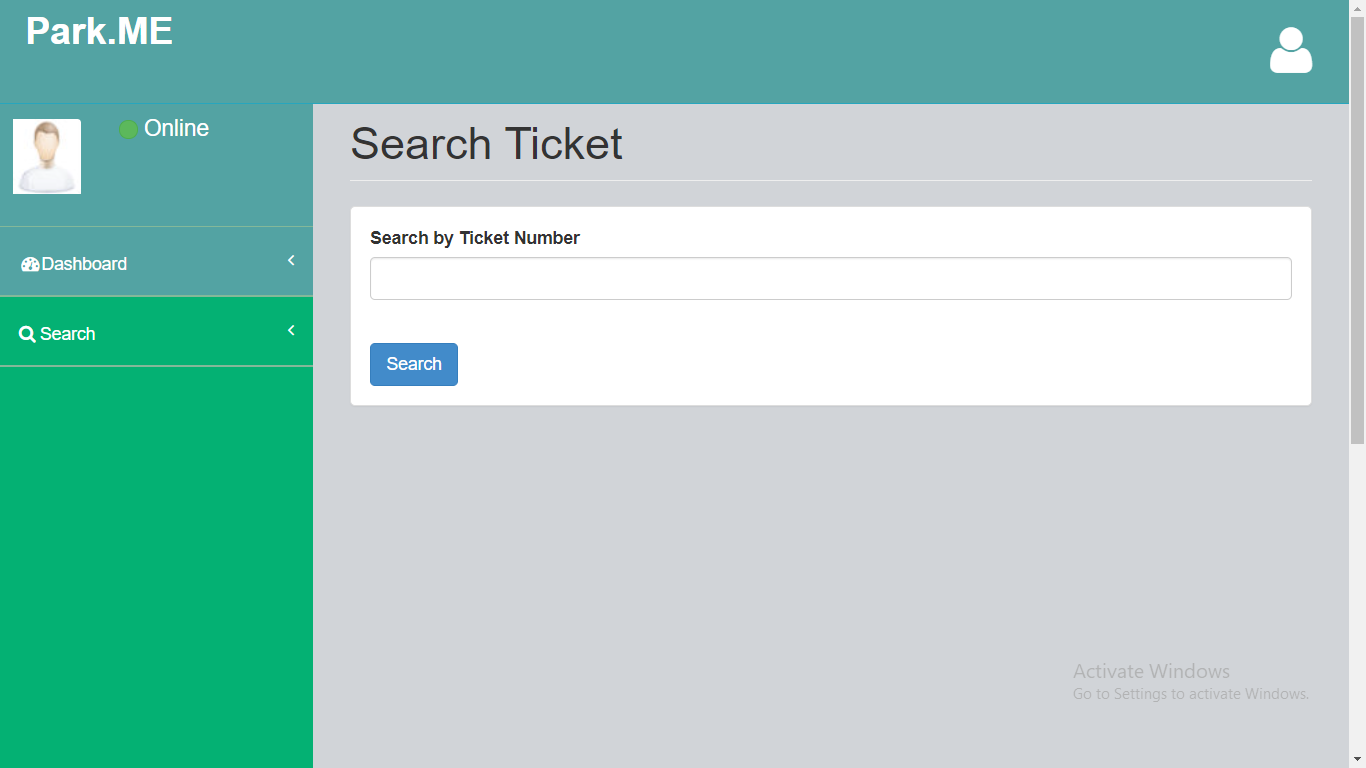 Park.ME
Online
Dashboard
Search
Search Ticket
Search by Ticket Number
Search
Activate Windows
Go to Settings to activate Windows.